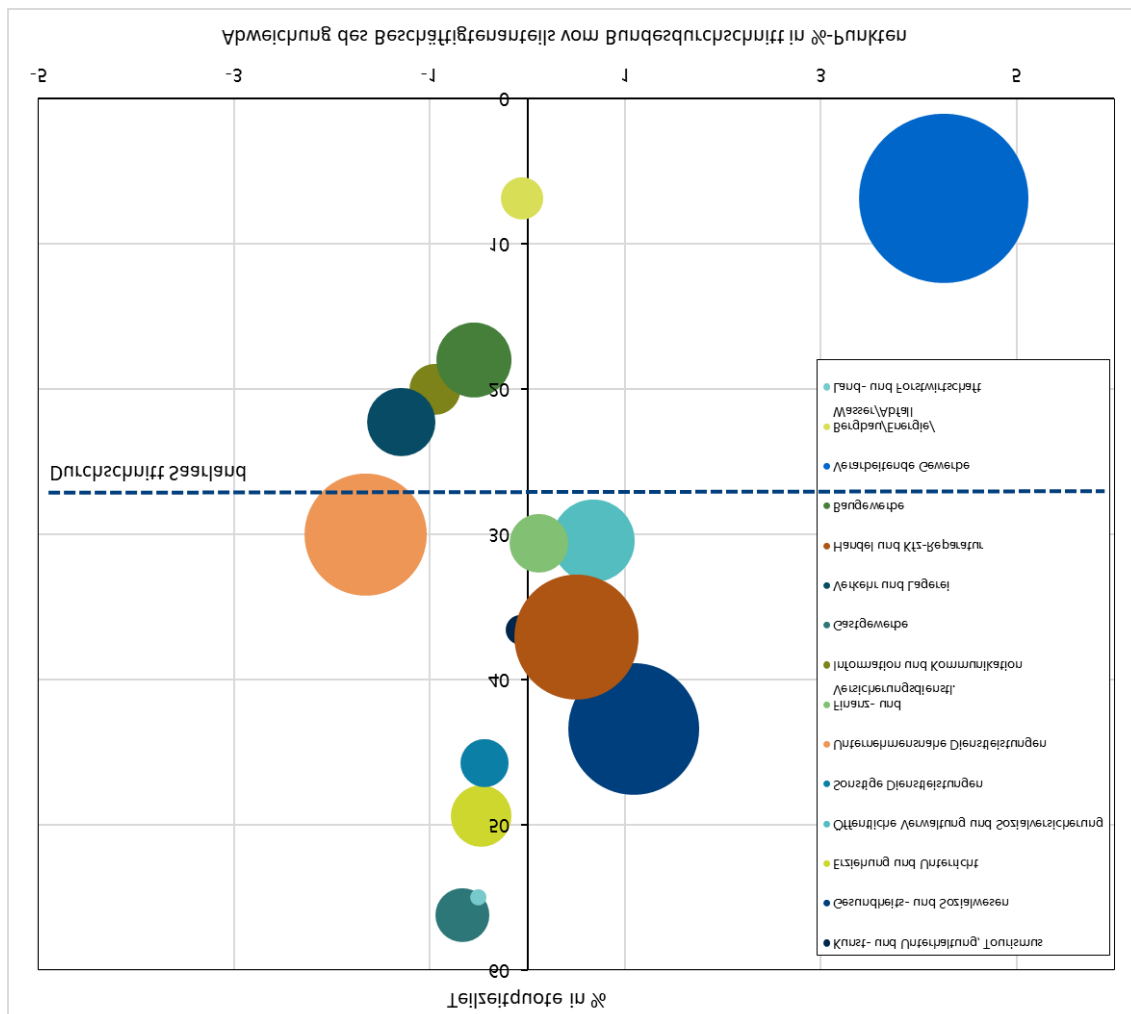 Teilzeitquote in %
60
50
40
30
20
10
0
Kunst- und Unterhaltung, Tourismus
Gesundheits- und Sozialwesen
Erziehung und Unterricht
Öffentliche Verwaltung und Sozialversicherung
Sonstige Dienstleistungen
Unternehmensnahe Dienstleistungen
Finanz- und
Versicherungsdienstl.
Information und Kommunikation
Gastgewerbe
Verkehr und Lagerei
Handel und Kfz-Reparatur
Baugewerbe
Verarbeitende Gewerbe
Bergbau/Energie/
Wasser/Abfall
Land- und Forstwirtschaft
Durchschnitt Saarland
-5 -3 -1 1 3 5
Abweichung des Beschäftigtenanteils vom Bundesdurchschnitt in %-Punkten